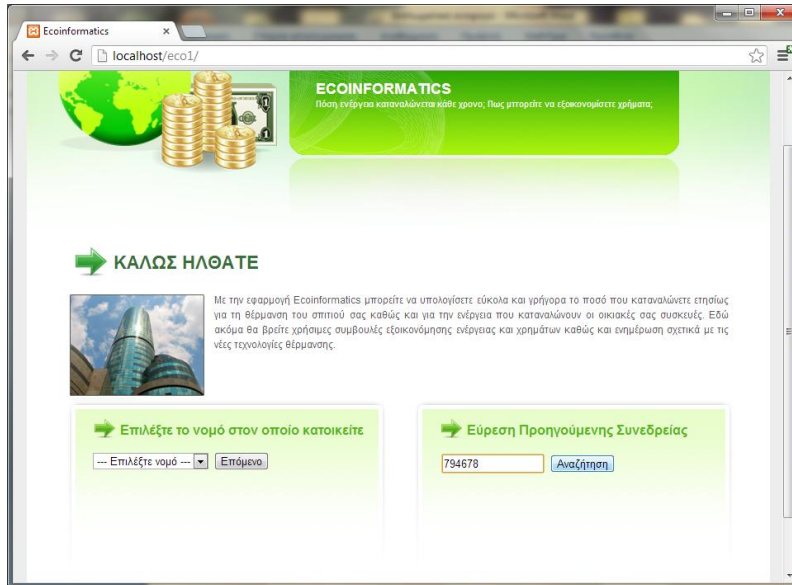 Ecoinformatics
localhost/eco1/
ECOINFORMATICS
Πόση ενέργεια καταναλώνεται κάθε χρονο; Πως μπορείτε να εξοικονομίσετε χρήματα;
ΚΑΛΩΣ ΗΛΘΑΤΕ
Με την εφαρμογή Ecoinformatics μπορείτε να υπολογίσετε εύκολα και γρήγορα το ποσό που καταναλώνετε ετησίως
για τη θέρμανση του σπιτιού σας καθώς και για την ενέργεια που καταναλώνουν οι οικιακές σας συσκευές. Εδώ
ακόμα θα βρείτε χρήσιμες συμβουλές εξοικονόμησης ενέργειας και χρημάτων καθώς και ενημέρωση σχετικά με τις
νέες τεχνολογίες θέρμανσης.
Επιλέξτε το νομό στον οποίο κατοικείτε
--- Επιλέξτε νομό --- Επόμενο
Εύρεση Προηγούμενης Συνεδρείας
794678 Αναζήτηση